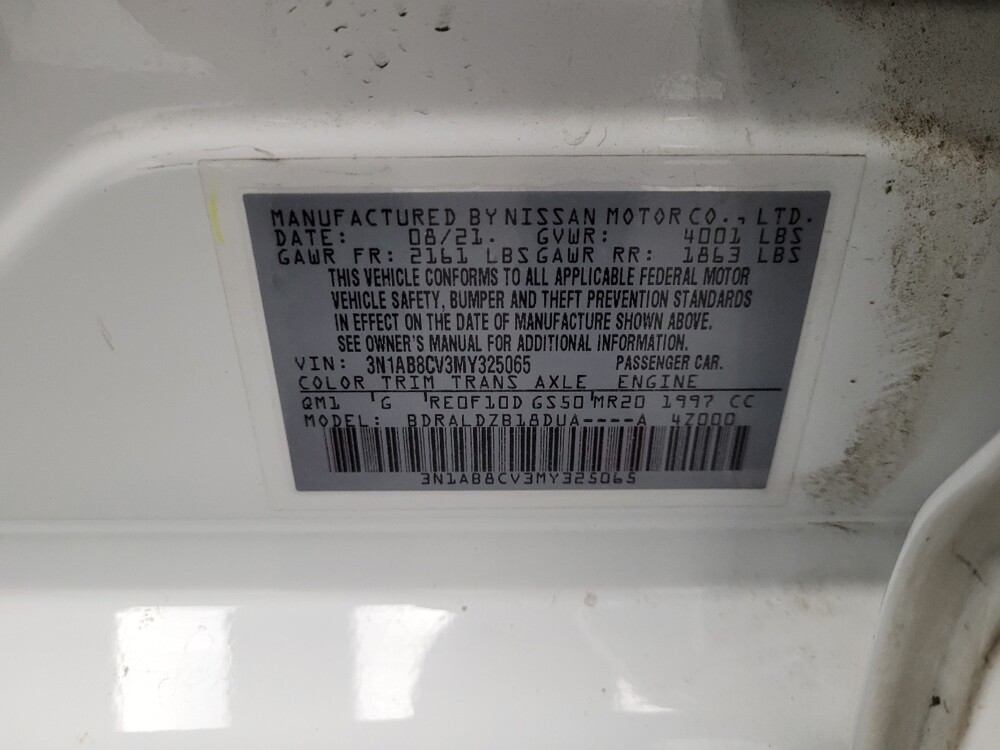 MANUFACTURED BY NISSAN MOTOR CO., LTD.
DATE: 08/21. GVWR: 4001 LBS
GAWR FR: 2161 LBS GAWR RR: 1863 LBS
THIS VEHICLE CONFORMS TO ALL APPLICABLE FEDERAL MOTOR
VEHICLE SAFETY, BUMPER AND THEFT PREVENTION STANDARDS
IN EFFECT ON THE DATE OF MANUFACTURE SHOWN ABOVE.
SEE OWNER'S MANUAL FOR ADDITIONAL INFORMATION.
VIN: 3N1AB8CV3MY325065 PASSENGER CAR.
COLOR TRIM TRANS AXLE ENGINE
QM1 G RE0F10D GS50 MR20 1997 CC
MODEL: BDRALDZB18DUA----A 4Z000
3N1AB8CV3MY325065